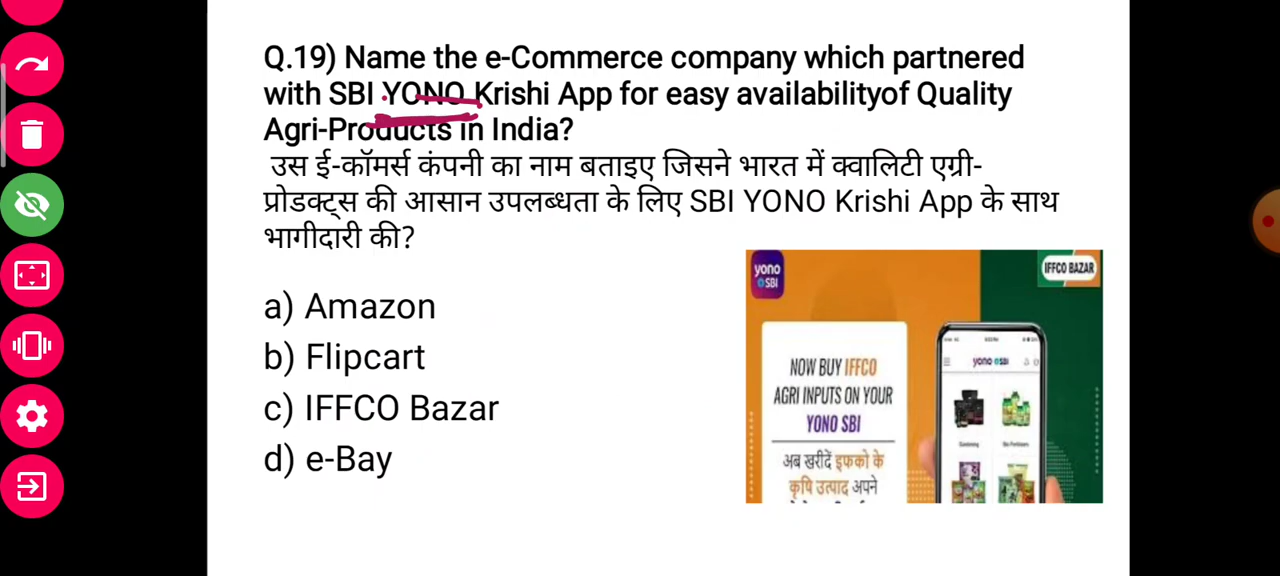 Q.19) Name the e-Commerce company which partnered
with SBI YONO Krishi App for easy availabilityof Quality
Agri-Products in India?
उस ई-कॉमर्स कंपनी का नाम बताइए जिसने भारत में क्वालिटी एग्री-
प्रोडक्ट्स की आसान उपलब्धता के लिए SBI YONO Krishi App के साथ
भागीदारी की?
a) Amazon
b) Flipcart
c) IFFCO Bazar
d) e-Bay
yono
SBI
IFFCO BAZAR
NOW BUY IFFCO
AGRI INPUTS ON YOUR
YONO SBI
अब खरीदें इफको के
कृषि उत्पाद अपने
yono SBI